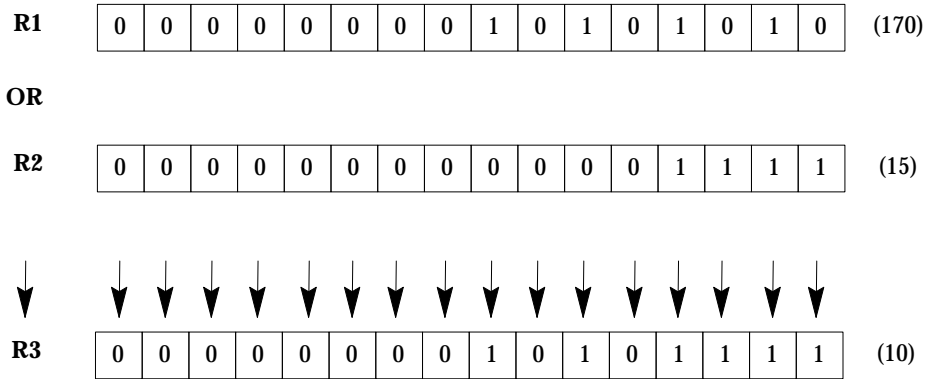 R1 0 0 0 0 0 0 0 0 1 0 1 0 1 0 1 0 (170)
OR
R2 0 0 0 0 0 0 0 0 0 0 0 0 1 1 1 1 (15)
R3 0 0 0 0 0 0 0 0 1 0 1 0 1 1 1 1 (10)